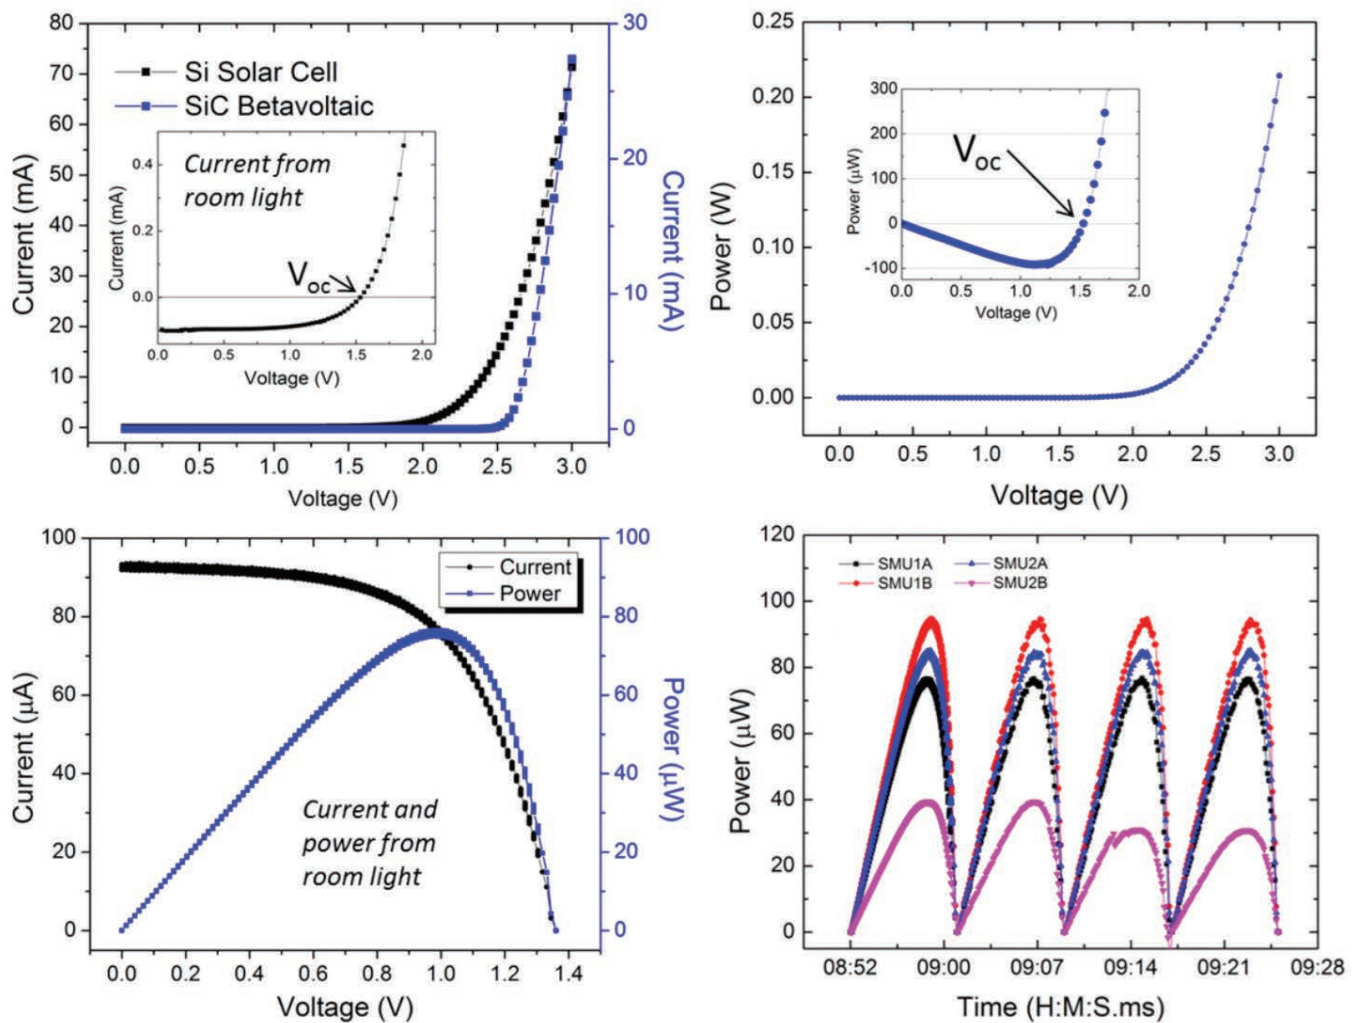 Si Solar Cell
SiC Betavoltaic
Current (mA)
80
70
60
50
40
30
20
10
0
30
20
10
0
Current (mA)
0.0 0.5 1.0 1.5 2.0 2.5 3.0
Voltage (V)
Current from
room light
Current (mA)
0.4
0.2
0.0
Voc
0.0 0.5 1.0 1.5 2.0
Voltage (V)
Power (W)
0.25
0.20
0.15
0.10
0.05
0.00
0.0 0.5 1.0 1.5 2.0 2.5 3.0
Voltage (V)
Power (μW)
300
200
100
0
-100
Voc
0.0 0.5 1.0 1.5 2.0
Voltage (V)
Current (μA)
100
80
60
40
20
0
Current
Power
100
80
60
40
20
0
Power (μW)
Current and
power from
room light
0.0 0.2 0.4 0.6 0.8 1.0 1.2 1.4
Voltage (V)
Power (μW)
120
100
80
60
40
20
0
SMU1A SMU2A
SMU1B SMU2B
08:52 09:00 09:07 09:14 09:21 09:28
Time (H:M:S.ms)